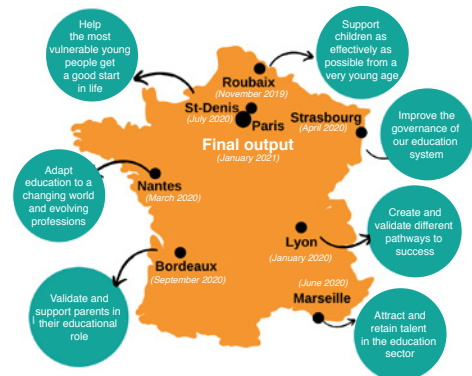 Help
the most
vulnerable young
people get
a good start
in life
Support
children as
effectively as
possible from a
very young age
Roubaix
(November 2019)
St-Denis
(July 2020)
Paris
Final output
(January 2021)
Strasbourg
(April 2020)
Improve the
governance of
our education
system
Adapt
education to a
changing world
and evolving
professions
Nantes
(March 2020)
Create and
validate different
pathways to
success
Lyon
(January 2020)
Bordeaux
(September 2020)
Validate and
support parents in
their educational
role
(June 2020)
Marseille
Attract and
retain talent
in the education
sector